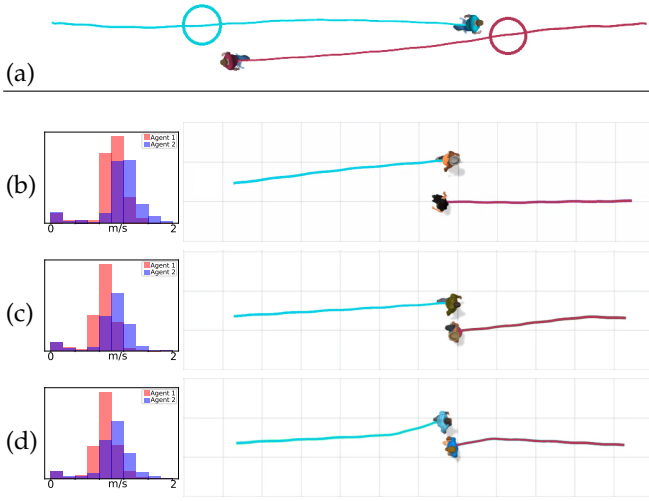 (a)
(b)
Agent 1
Agent 2
0 m/s 2
(c)
Agent 1
Agent 2
0 m/s 2
(d)
Agent 1
Agent 2
0 m/s 2